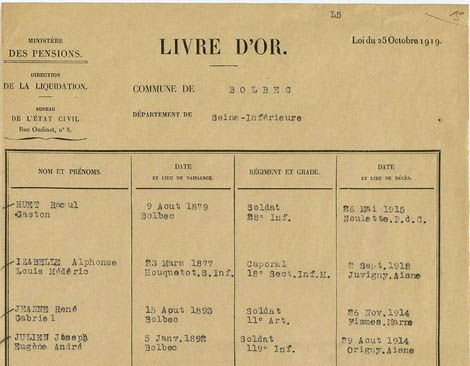 L5
MINISTÈRE
DES PENSIONS.
DIRECTION
DE LA LIQUIDATION.
BUREAU
DE L'ÉTAT CIVIL
Rue Oudinot, n° 8.
LIVRE D'OR.
Loi du 25 Octobre 1919.
COMMUNE DE BOLBEC
DÉPARTEMENT DE Seine-Inférieure
NOM ET PRÉNOMS.
DATE
ET LIEU DE NAISSANCE.
RÉGIMENT ET GRADE.
DATE
ET LIEU DE DÉCÈS.
HUET Raoul 9 Aout 1879 Soldat 26 Mai 1915
Gaston Bolbec 28° Inf. Noulette.P.d.C.
IZABELLE Alphonse 23 Mars 1877 Caporal 2 Sept.1918
Louis Médéric Houquetot.S.Inf. 18° Sect.Inf.M. Juvigny.Aisne
JEANNE René 15 Aout 1893 Soldat 26 Nov.1914
Gabriel Bolbec 11° Art. Fismes.Marne
JULIEN Joseph 5 Janv.1892 Soldat 29 Aout 1914
Eugène André Bolbec 119° Inf. Origny.Aisne